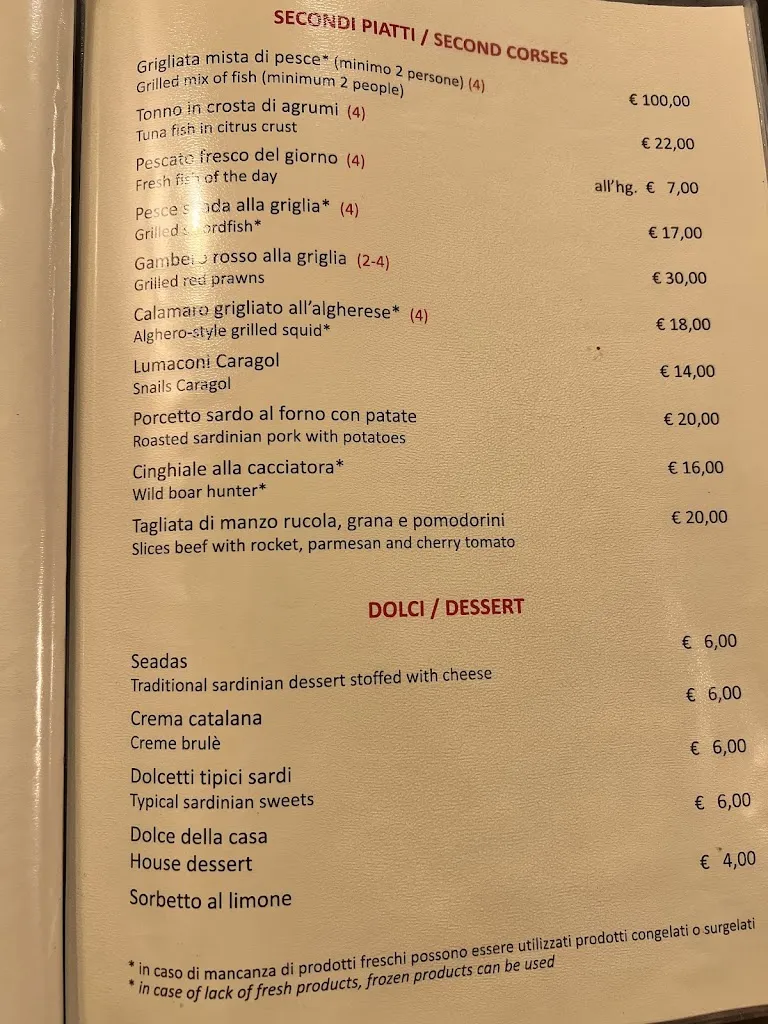 SECONDI PIATTI / SECOND CORSES
Grigliata mista di pesce* (minimo 2 persone) (4)
Grilled mix of fish (minimum 2 people)
€ 100,00
Tonno in crosta di agrumi (4)
Tuna fish in citrus crust
€ 22,00
Pescato fresco del giorno (4)
Fresh fish of the day
all'hg. € 7,00
Pesce spada alla griglia* (4)
Grilled swordfish*
€ 17,00
Gambero rosso alla griglia (2-4)
Grilled red prawns
€ 30,00
Calamaro grigliato all'algherese* (4)
Alghero-style grilled squid*
€ 18,00
Lumaconi Caragol
Snails Caragol
€ 14,00
Porcetto sardo al forno con patate
Roasted sardinian pork with potatoes
€ 20,00
Cinghiale alla cacciatora*
Wild boar hunter*
€ 16,00
Tagliata di manzo rucola, grana e pomodorini
Slices beef with rocket, parmesan and cherry tomato
€ 20,00
DOLCI / DESSERT
Seadas
Traditional sardinian dessert stoffed with cheese
€ 6,00
Crema catalana
Creme brulè
€ 6,00
Dolcetti tipici sardi
Typical sardinian sweets
€ 6,00
Dolce della casa
House dessert
€ 6,00
Sorbetto al limone
€ 4,00
* in caso di mancanza di prodotti freschi possono essere utilizzati prodotti congelati o surgelati
* in case of lack of fresh products, frozen products can be used